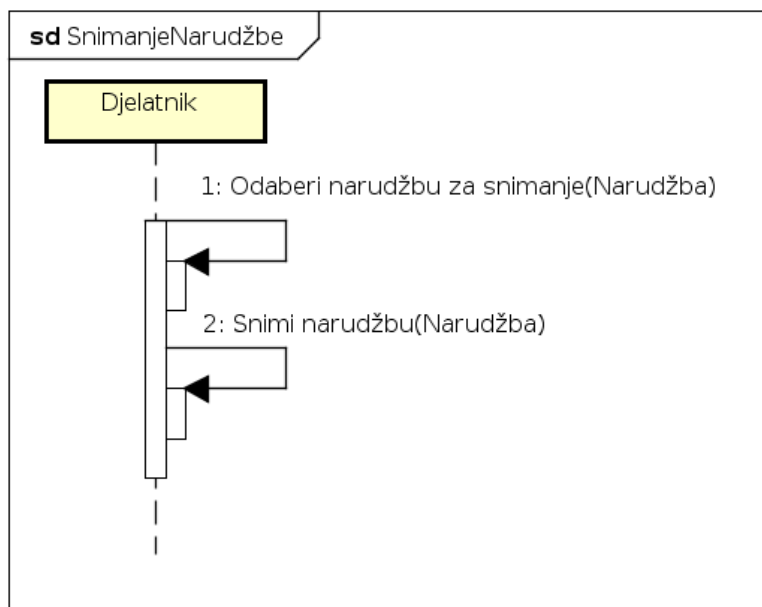 sd SnimanjeNarudžbe
Djelatnik
1: Odaberi narudžbu za snimanje(Narudžba)
2: Snimi narudžbu(Narudžba)